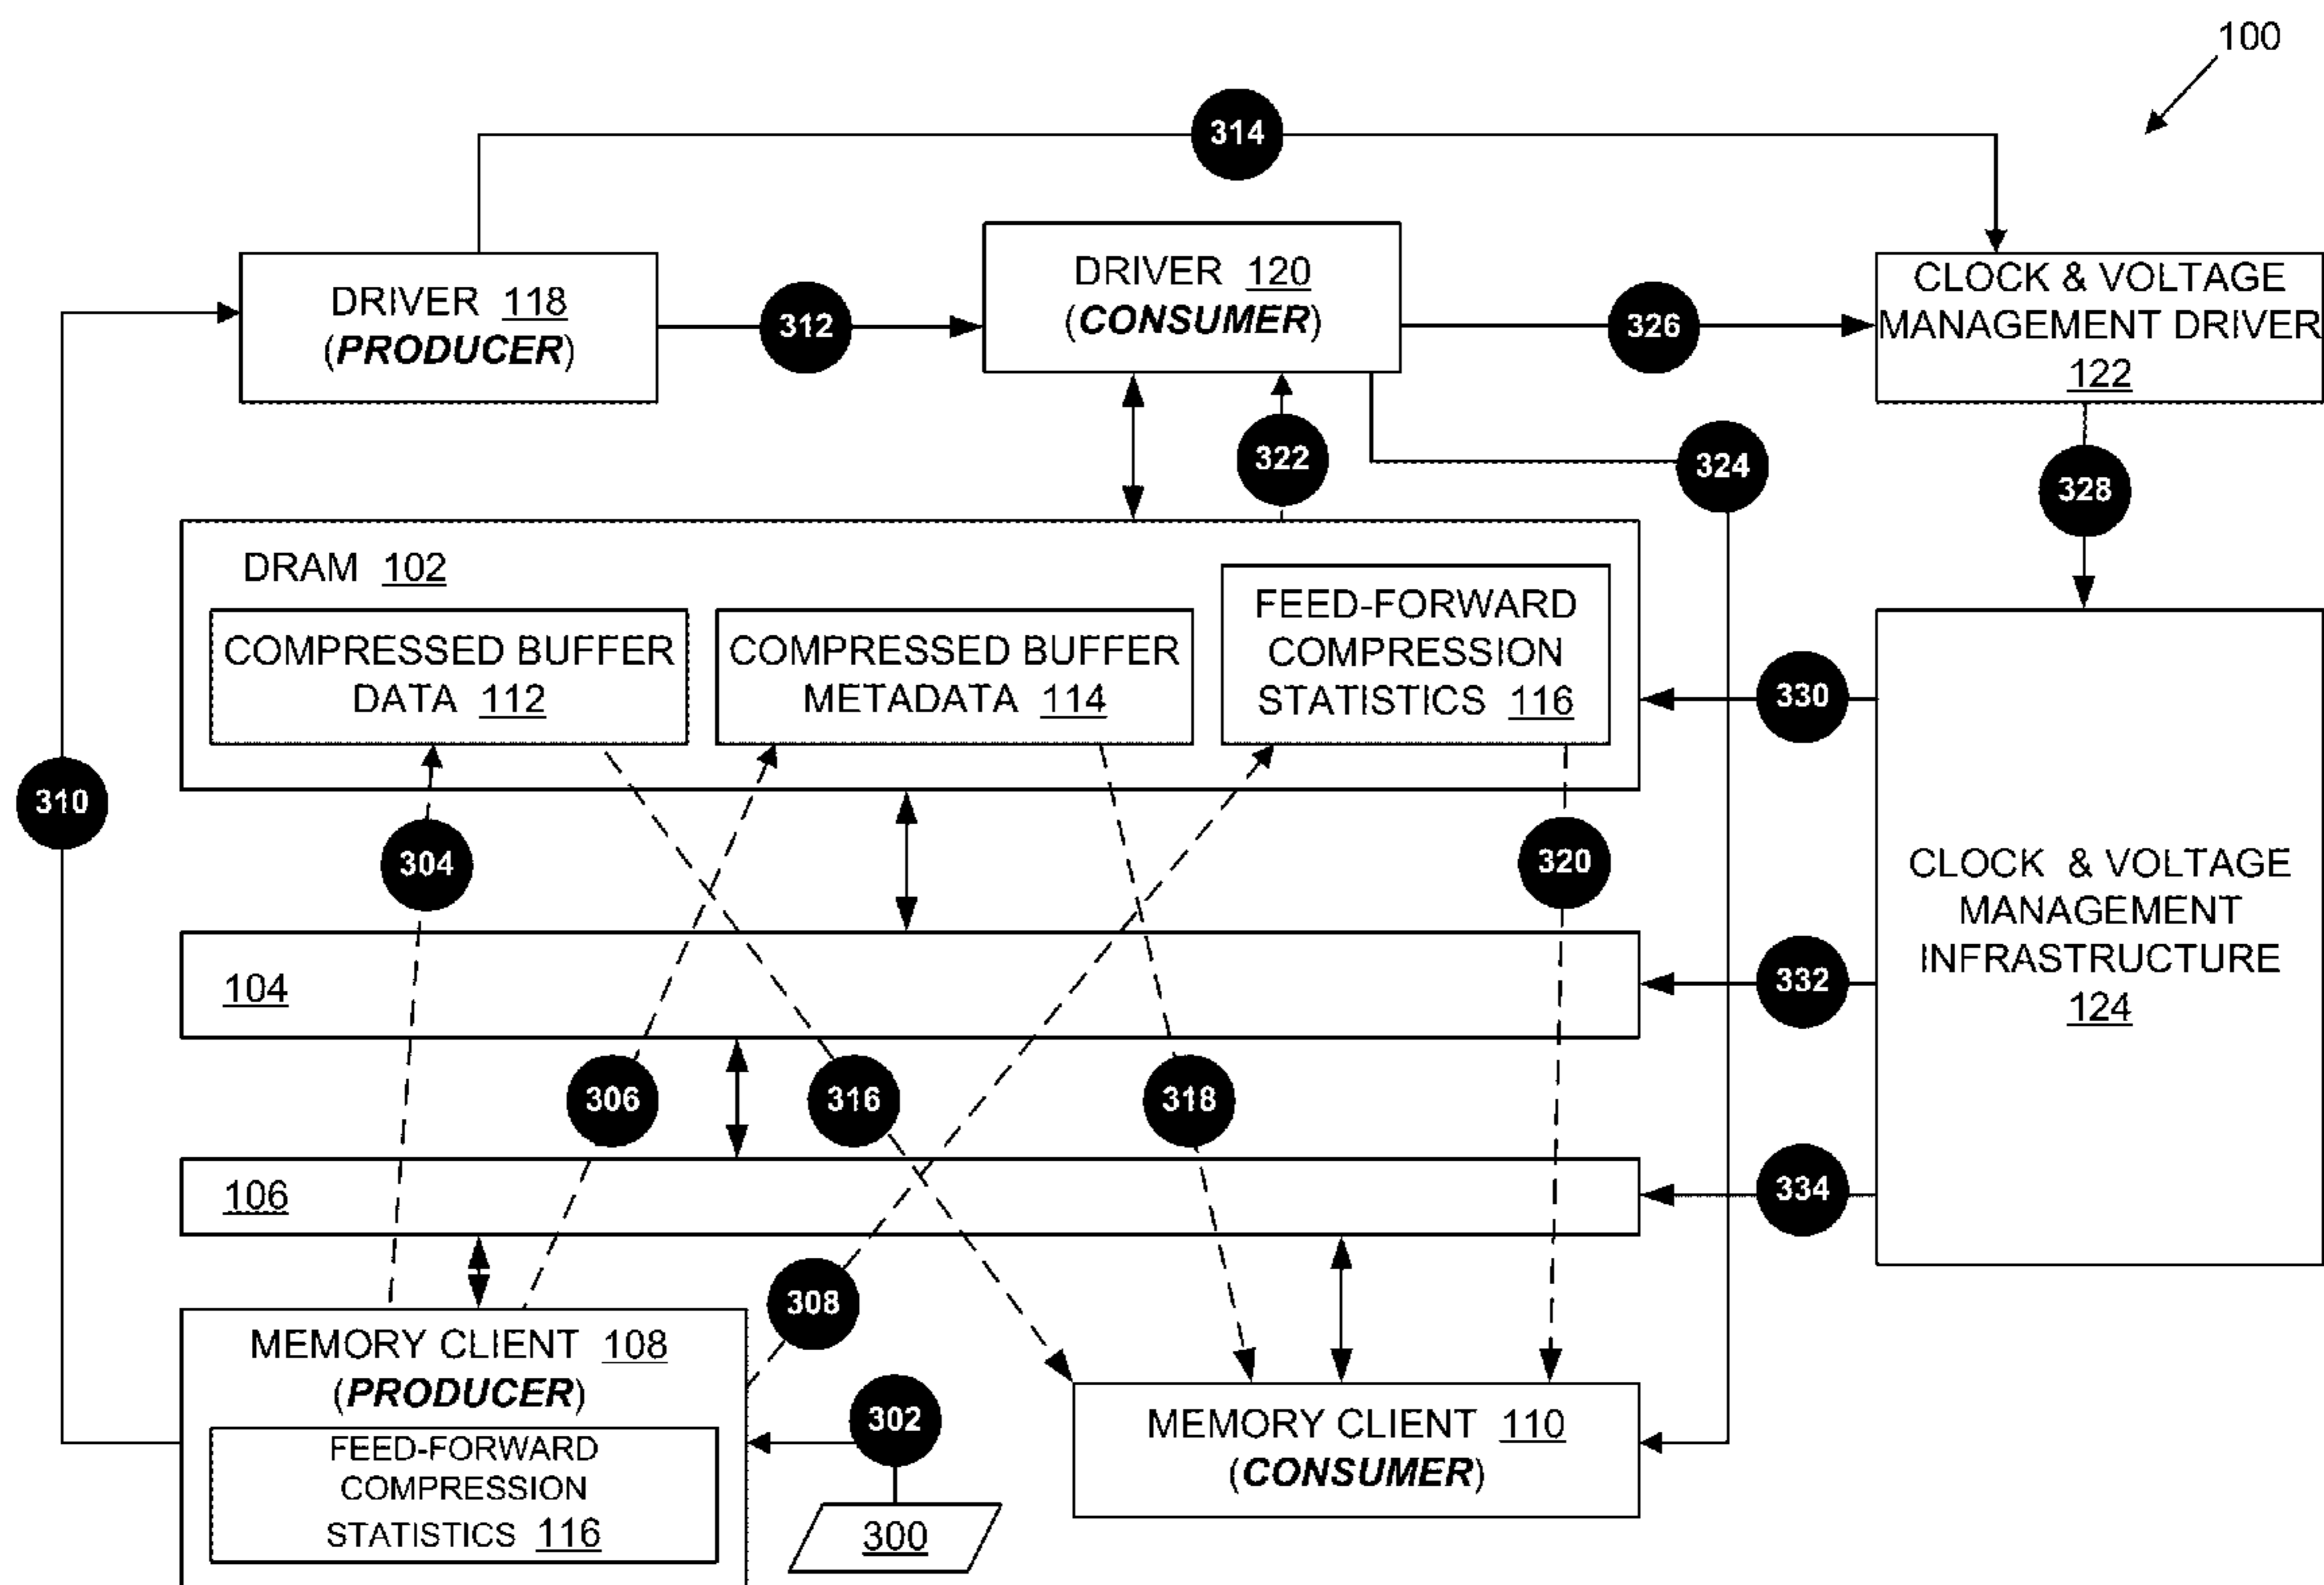 100
314
DRIVER 118
(PRODUCER)
312
DRIVER 120
(CONSUMER)
326
CLOCK & VOLTAGE
MANAGEMENT DRIVER
122
322
324
328
DRAM 102
COMPRESSED BUFFER
DATA 112
COMPRESSED BUFFER
METADATA 114
FEED-FORWARD
COMPRESSION
STATISTICS 116
330
310
304
320
CLOCK & VOLTAGE
MANAGEMENT
INFRASTRUCTURE
124
104
332
306
316
318
106
334
308
MEMORY CLIENT 108
(PRODUCER)
FEED-FORWARD
COMPRESSION
STATISTICS 116
302
300
MEMORY CLIENT 110
(CONSUMER)